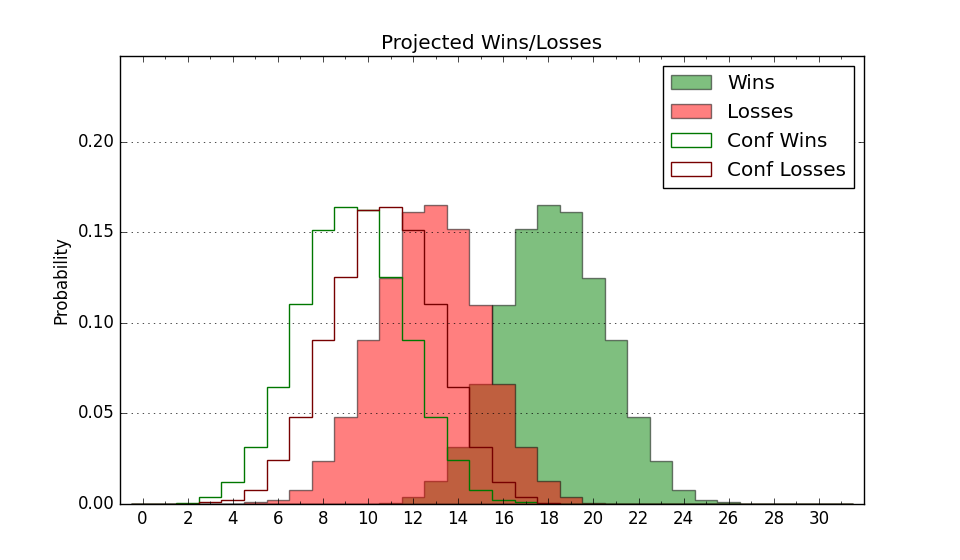 Projected Wins/Losses
Wins
Losses
Conf Wins
Conf Losses
Probability
0.20
0.15
0.10
0.05
0.00
0 2 4 6 8 10 12 14 16 18 20 22 24 26 28 30